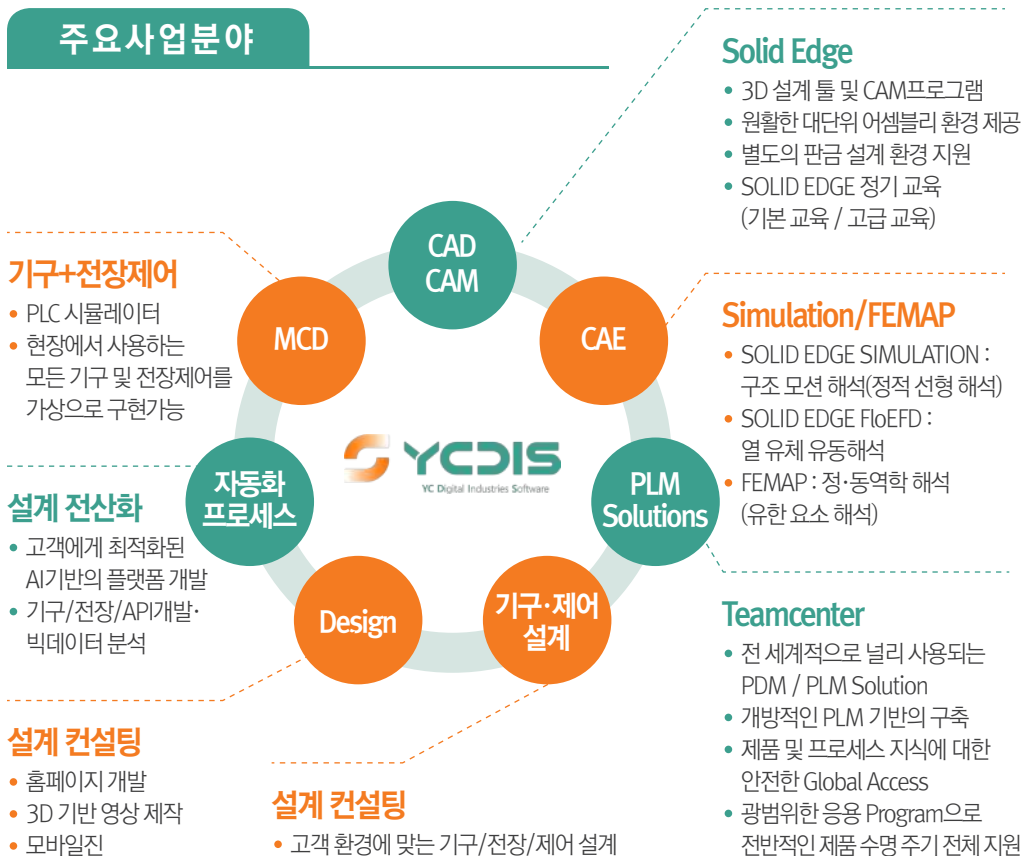 주요사업분야
Solid Edge
• 3D 설계 툴 및 CAM프로그램
• 원활한 대단위 어셈블리 환경 제공
• 별도의 판금 설계 환경 지원
• SOLID EDGE 정기 교육
(기본 교육 / 고급 교육)
기구+전장제어
• PLC 시뮬레이터
• 현장에서 사용하는
모든 기구 및 전장제어를
가상으로 구현가능
CAD
CAM
MCD
CAE
Simulation/FEMAP
• SOLID EDGE SIMULATION :
구조 모션 해석(정적 선형 해석)
• SOLID EDGE FloEFD :
열 유체 유동해석
• FEMAP : 정·동역학 해석
(유한 요소 해석)
YCDIS
YC Digital Industries Software
자동화
프로세스
PLM
Solutions
설계 전산화
• 고객에게 최적화된
AI기반의 플랫폼 개발
• 기구/전장/API개발·
빅데이터 분석
Design
기구·제어
설계
Teamcenter
• 전 세계적으로 널리 사용되는
PDM / PLM Solution
• 개방적인 PLM 기반의 구축
• 제품 및 프로세스 지식에 대한
안전한 Global Access
• 광범위한 응용 Program으로
전반적인 제품 수명 주기 전체 지원
설계 컨설팅
• 홈페이지 개발
• 3D 기반 영상 제작
• 모바일진
설계 컨설팅
• 고객 환경에 맞는 기구/전장/제어 설계